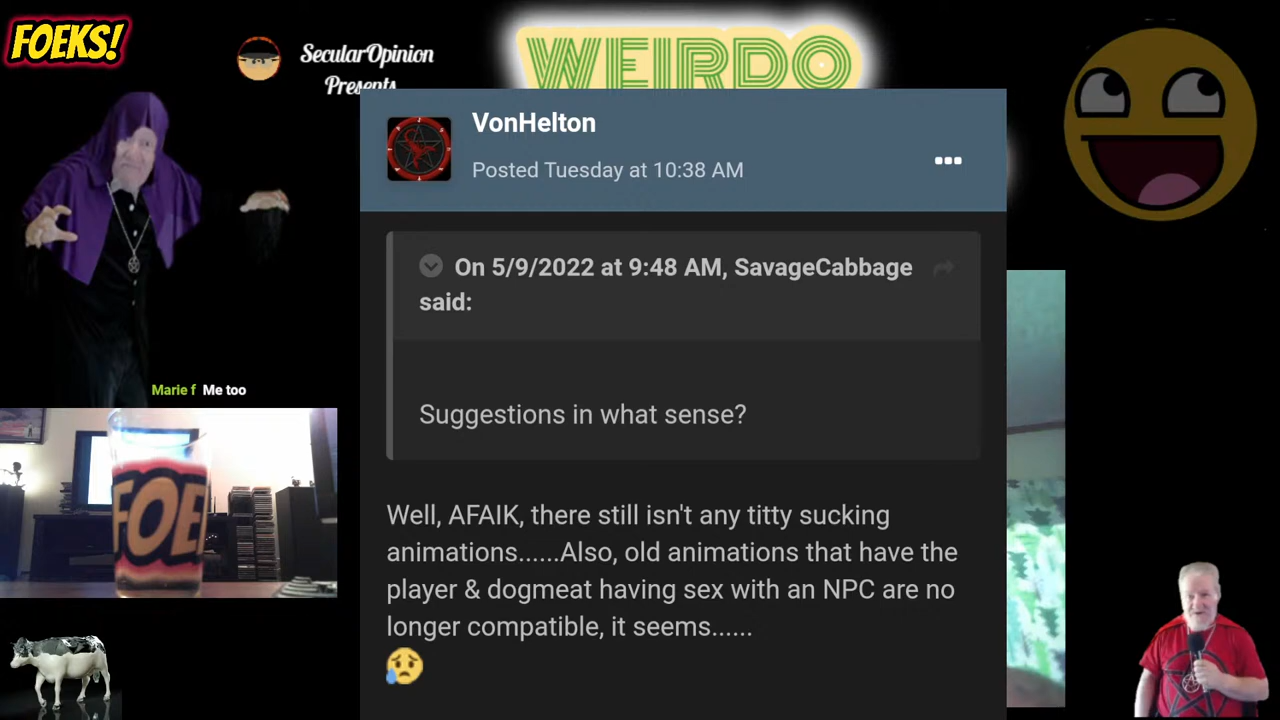 FOEKS!
SecularOpinion
Presents
WEIRDO
VonHelton
Posted Tuesday at 10:38 AM
On 5/9/2022 at 9:48 AM, SavageCabbage
said:
Suggestions in what sense?
Well, AFAIK, there still isn't any titty sucking
animations......Also, old animations that have the
player & dogmeat having sex with an NPC are no
longer compatible, it seems......
Marie f Me too
FOE